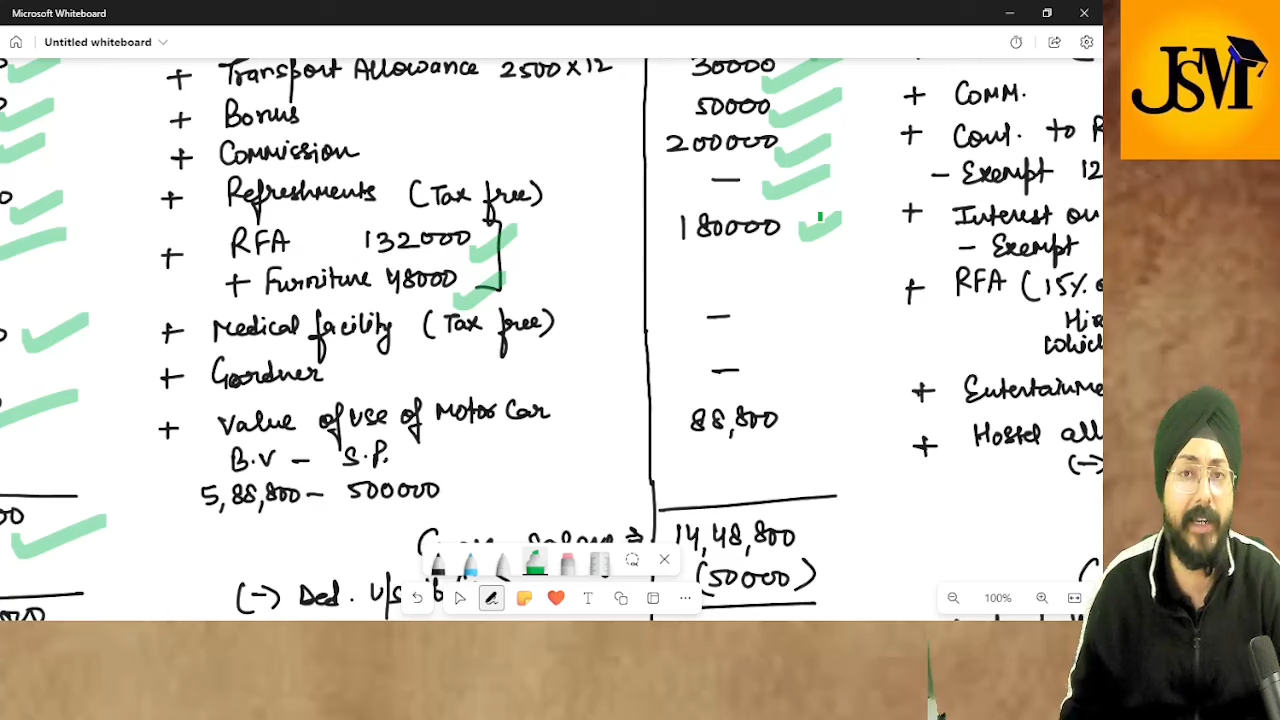 Microsoft Whiteboard
Untitled whiteboard
JSM
+ Transport Allowance 2500 x 12 30000
+ Bonus 50000
+ Commission 200000
+ Refreshments (Tax free) —
+ RFA 132000 180000
+ Furniture 48000
+ Medical facility (Tax free) —
+ Gardner —
+ Value of use of Motor Car 88,800
B.V — S.P.
5,88,800 — 500000
14,48,800
(-) Ded. U/s (50000)
+ COMM.
+ Cont. to
- Exempt 12
+ Interest on
- Exempt
+ RFA (15%
+
+ Hostel all
(-)
100%